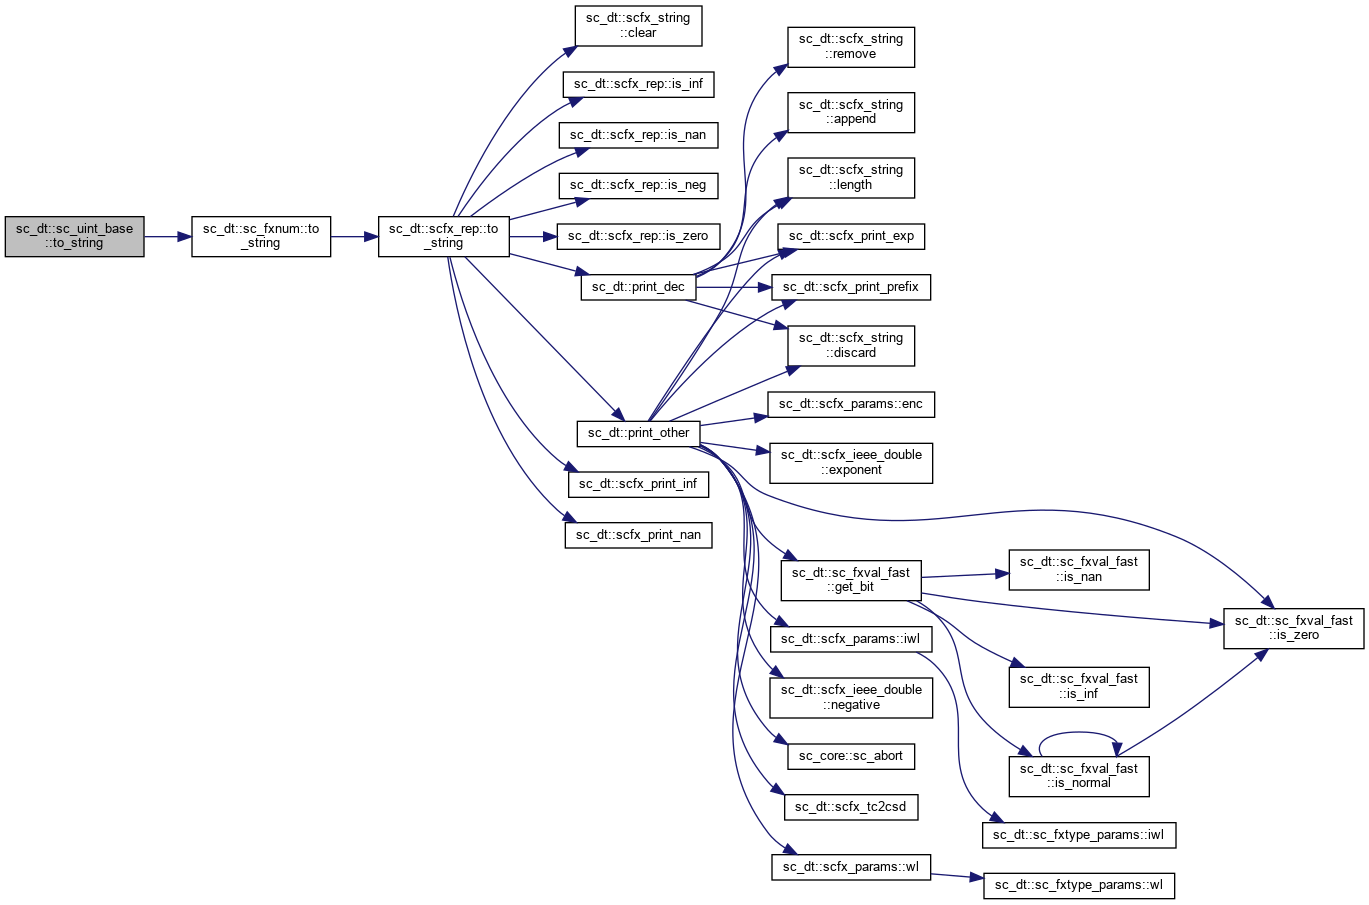 sc_dt::sc_uint_base
::to_string
sc_dt::sc_fxnum::to
_string
sc_dt::scfx_rep::to
_string
sc_dt::scfx_string
::clear
sc_dt::scfx_rep::is_inf
sc_dt::scfx_rep::is_nan
sc_dt::scfx_rep::is_neg
sc_dt::scfx_rep::is_zero
sc_dt::print_dec
sc_dt::print_other
sc_dt::scfx_print_inf
sc_dt::scfx_print_nan
sc_dt::scfx_string
::remove
sc_dt::scfx_string
::append
sc_dt::scfx_string
::length
sc_dt::scfx_print_exp
sc_dt::scfx_print_prefix
sc_dt::scfx_string
::discard
sc_dt::scfx_params::enc
sc_dt::scfx_ieee_double
::exponent
sc_dt::sc_fxval_fast
::get_bit
sc_dt::scfx_params::iwl
sc_dt::scfx_ieee_double
::negative
sc_core::sc_abort
sc_dt::scfx_tc2csd
sc_dt::scfx_params::wl
sc_dt::sc_fxval_fast
::is_nan
sc_dt::sc_fxval_fast
::is_inf
sc_dt::sc_fxval_fast
::is_normal
sc_dt::sc_fxtype_params::iwl
sc_dt::sc_fxtype_params::wl
sc_dt::sc_fxval_fast
::is_zero